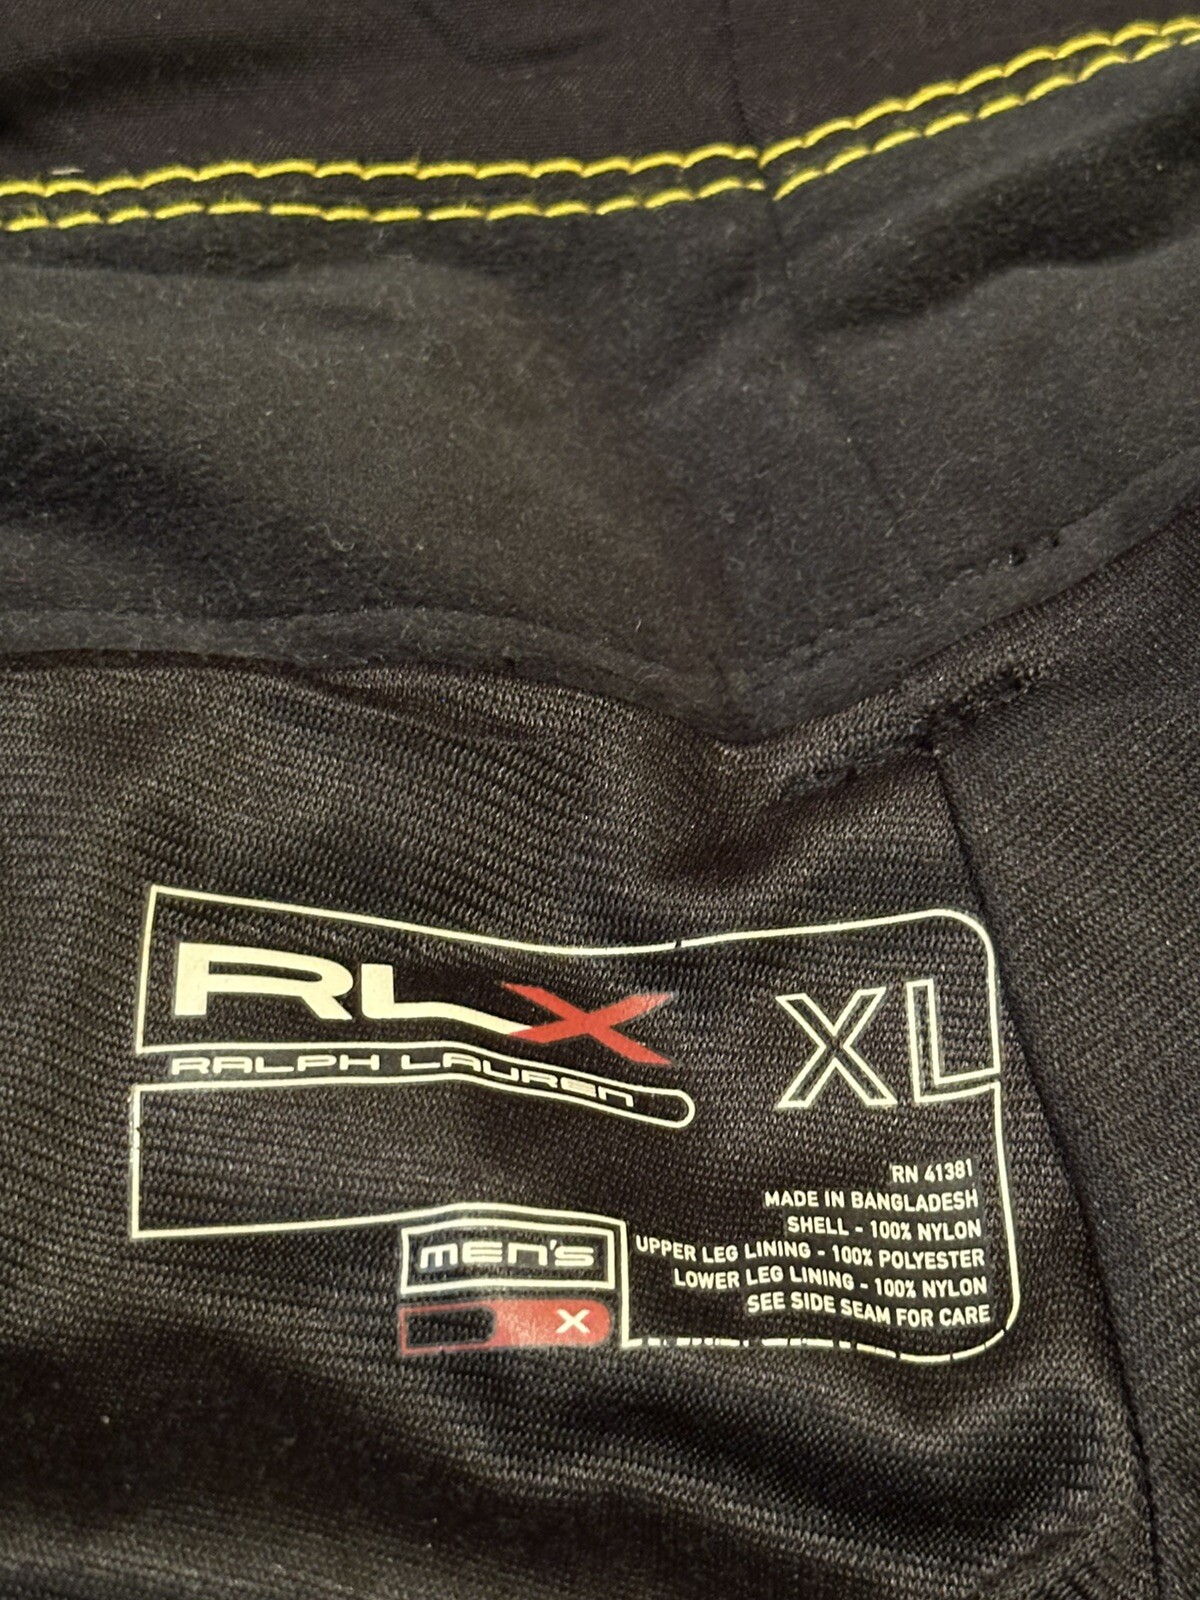 RLX
RALPH LAUREN
XL
RN 41381
MADE IN BANGLADESH
SHELL - 100% NYLON
UPPER LEG LINING - 100% POLYESTER
LOWER LEG LINING - 100% NYLON
SEE SIDE SEAM FOR CARE
MEN'S
X